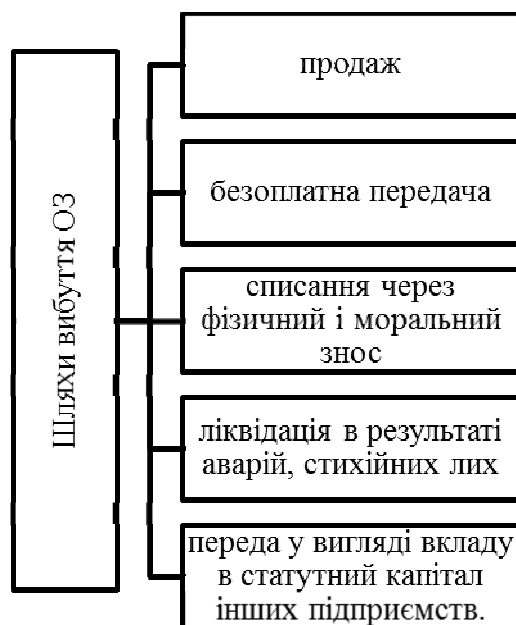 Шляхи вибуття ОЗ
продаж
безоплатна передача
списання через
фізичний і моральний
знос
ліквідація в результаті
аварій, стихійних лих
переда у вигляді вкладу
в статутний капітал
інших підприємств.